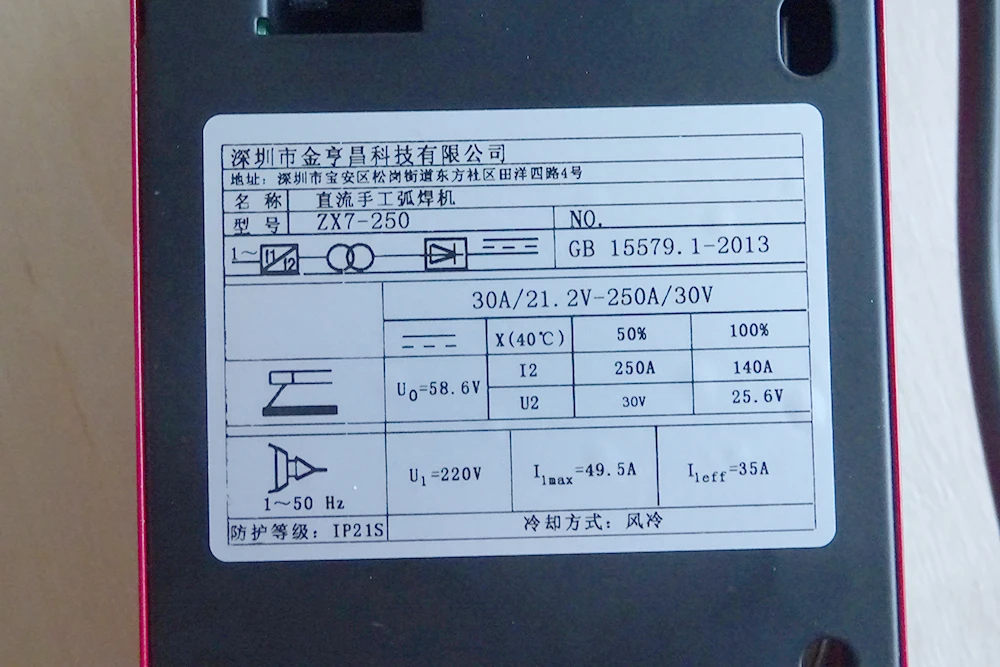 深圳市金亨昌科技有限公司
地址：深圳市宝安区松岗街道东方社区田洋四路4号
名 称 直流手工弧焊机
型 号 ZX7-250 NO.
1～ I1 I2 GB 15579.1-2013
30A/21.2V-250A/30V
X(40℃) 50% 100%
U0=58.6V I2 250A 140A
U2 30V 25.6V
U1=220V I1max=49.5A I1eff=35A
1～50 Hz
防护等级：IP21S 冷却方式：风冷